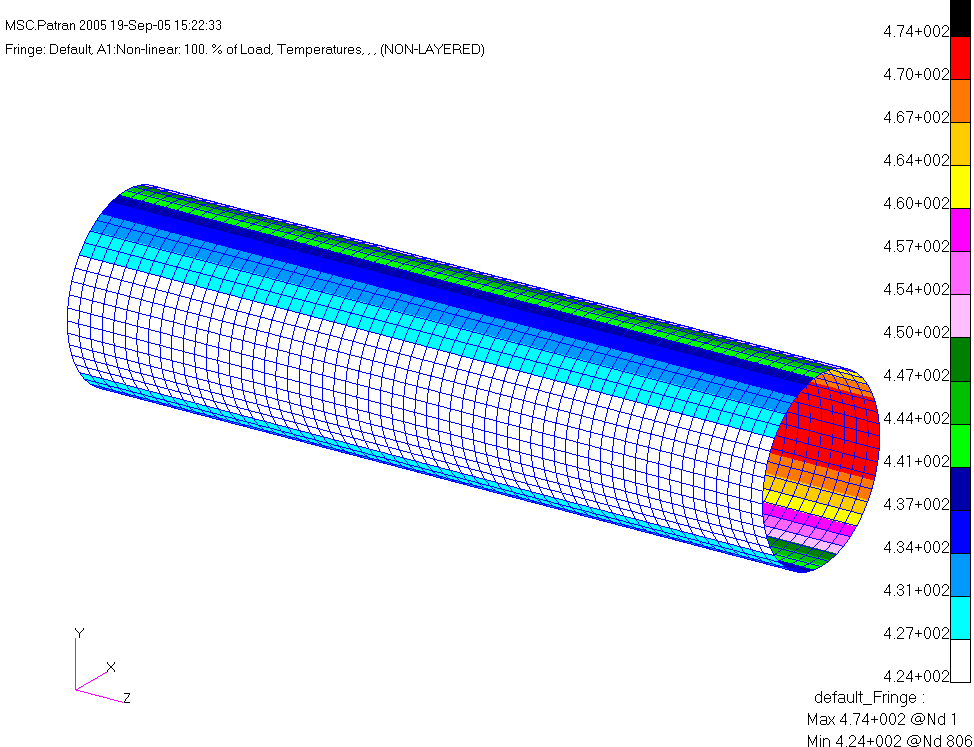 MSC.Patran 2005 19-Sep-05 15:22:33
Fringe: Default, A1:Non-linear: 100. % of Load, Temperatures, , , (NON-LAYERED)
4.74+002
4.70+002
4.67+002
4.64+002
4.60+002
4.57+002
4.54+002
4.50+002
4.47+002
4.44+002
4.41+002
4.37+002
4.34+002
4.31+002
4.27+002
4.24+002
Y
X
Z
default_Fringe :
Max 4.74+002 @Nd 1
Min 4.24+002 @Nd 806